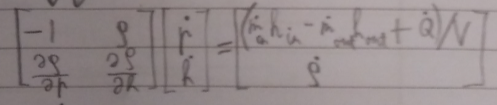 [ -1 ρ ; ∂ρ/∂p ∂ρ/∂h ] [ ṗ ; ḣ ] = [ (ṁ_in h_in - ṁ_out h_out + Q̇)/V ; ρ̇ ]